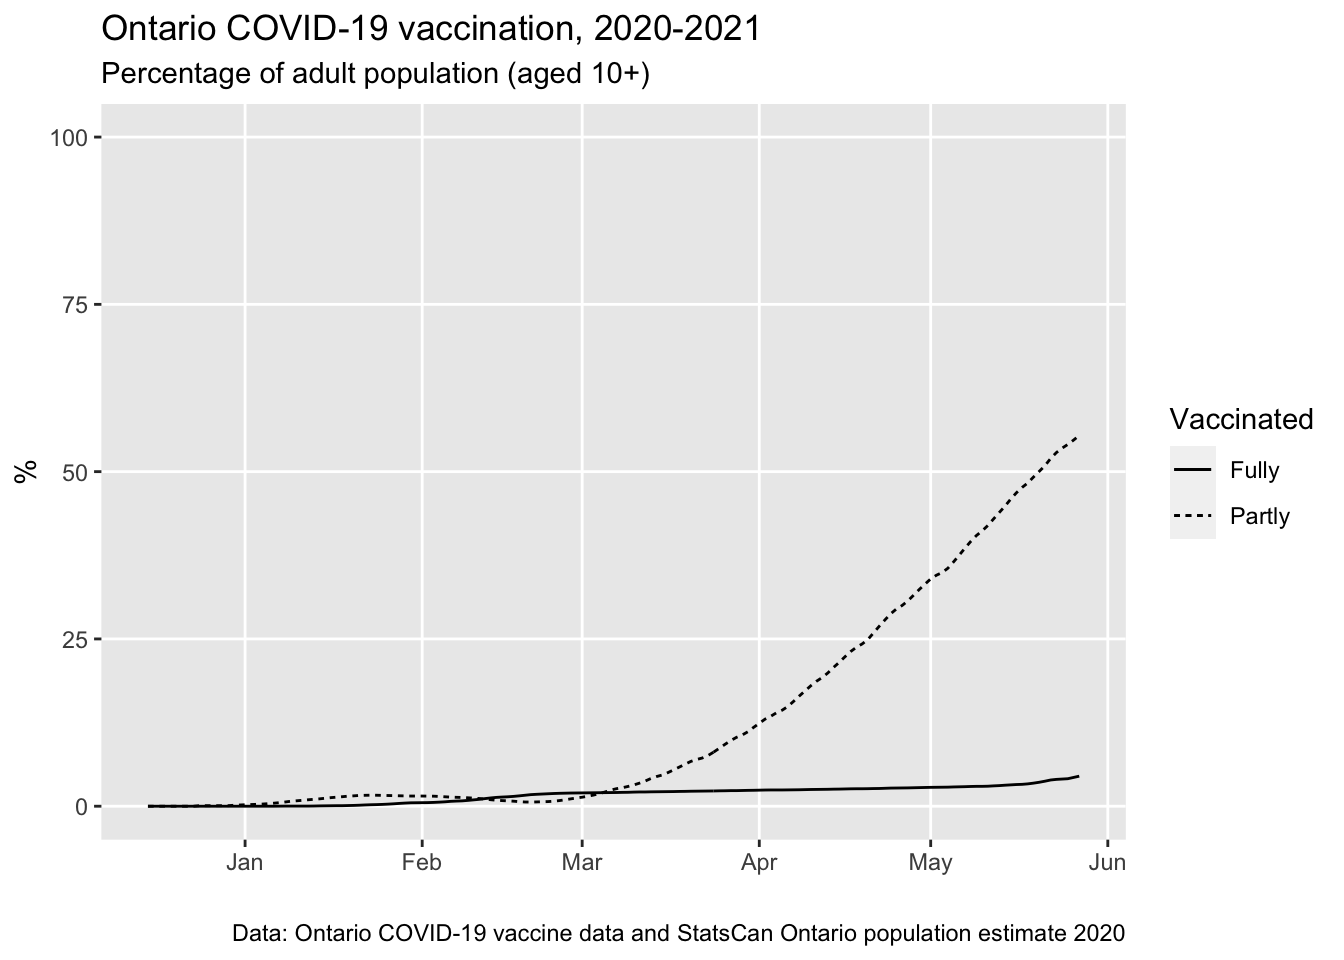 Ontario COVID-19 vaccination, 2020-2021
Percentage of adult population (aged 10+)
100
75
50
25
0
%
Jan Feb Mar Apr May Jun
Vaccinated
Fully
Partly
Data: Ontario COVID-19 vaccine data and StatsCan Ontario population estimate 2020